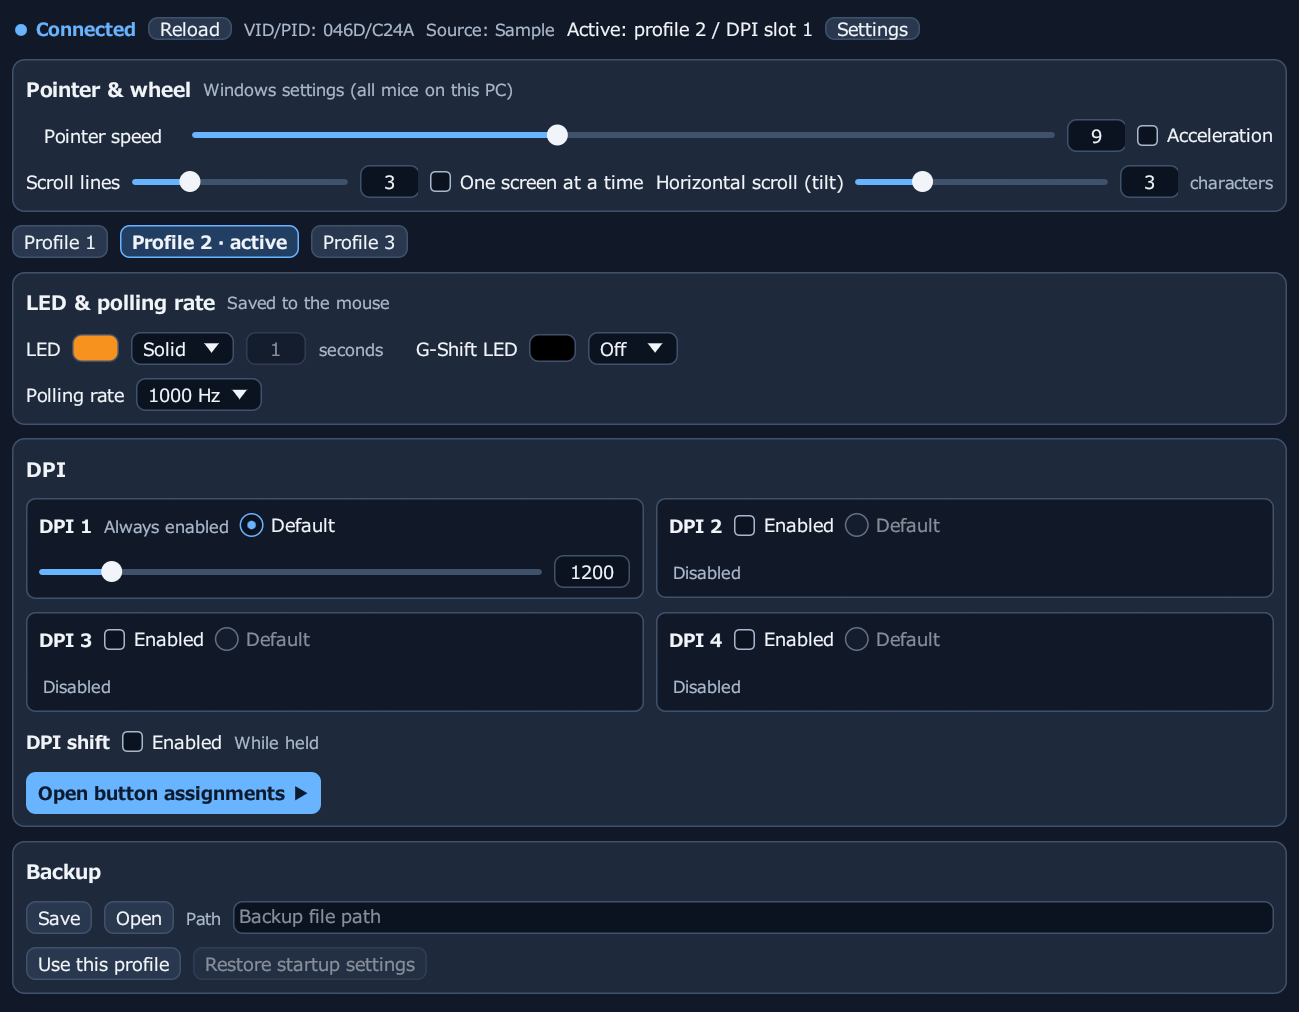 Connected Reload VID/PID: 046D/C24A Source: Sample Active: profile 2 / DPI slot 1 Settings
Pointer & wheel Windows settings (all mice on this PC)
Pointer speed 9 Acceleration
Scroll lines 3 One screen at a time Horizontal scroll (tilt) 3 characters
Profile 1 Profile 2 · active Profile 3
LED & polling rate Saved to the mouse
LED Solid 1 seconds G-Shift LED Off
Polling rate 1000 Hz
DPI
DPI 1 Always enabled Default
1200
DPI 2 Enabled Default
Disabled
DPI 3 Enabled Default
Disabled
DPI 4 Enabled Default
Disabled
DPI shift Enabled While held
Open button assignments
Backup
Save Open Path Backup file path
Use this profile Restore startup settings